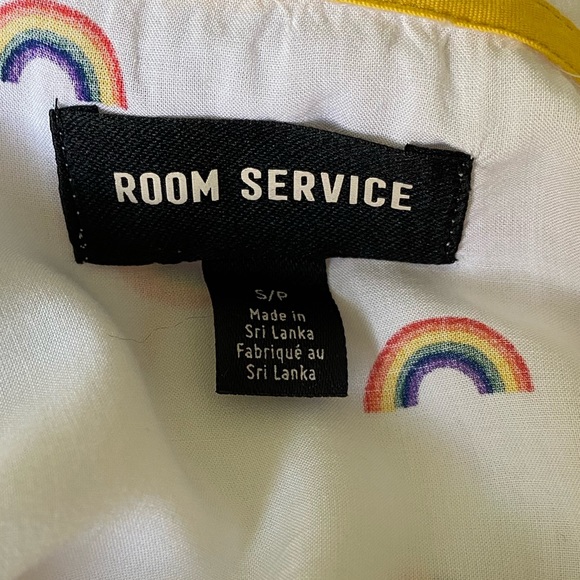 ROOM SERVICE
S/P
Made in
Sri Lanka
Fabriqué au
Sri Lanka